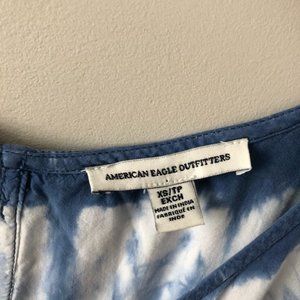 AMERICAN EAGLE OUTFITTERS
XS/TP
EXCH
MADE IN INDIA
FABRIQUÉ EN
INDE